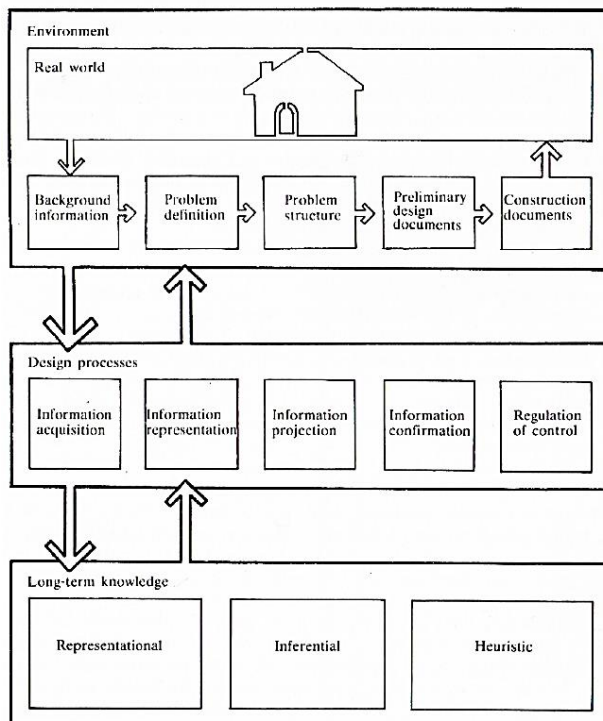 Environment
Real world
Background
information
Problem
definition
Problem
structure
Preliminary
design
documents
Construction
documents
Design processes
Information
acquisition
Information
representation
Information
projection
Information
confirmation
Regulation
of control
Long-term knowledge
Representational
Inferential
Heuristic